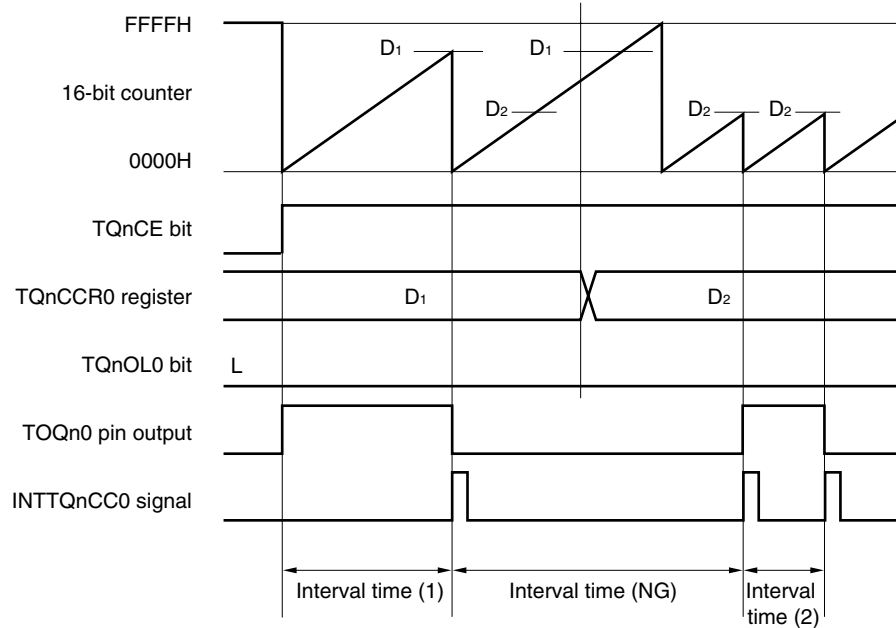 FFFFH
D1 D1
16-bit counter
D2 D2 D2
0000H
TQnCE bit
TQnCCR0 register D1 D2
TQnOL0 bit L
TOQn0 pin output
INTTQnCC0 signal
Interval time (1) Interval time (NG) Interval
time (2)